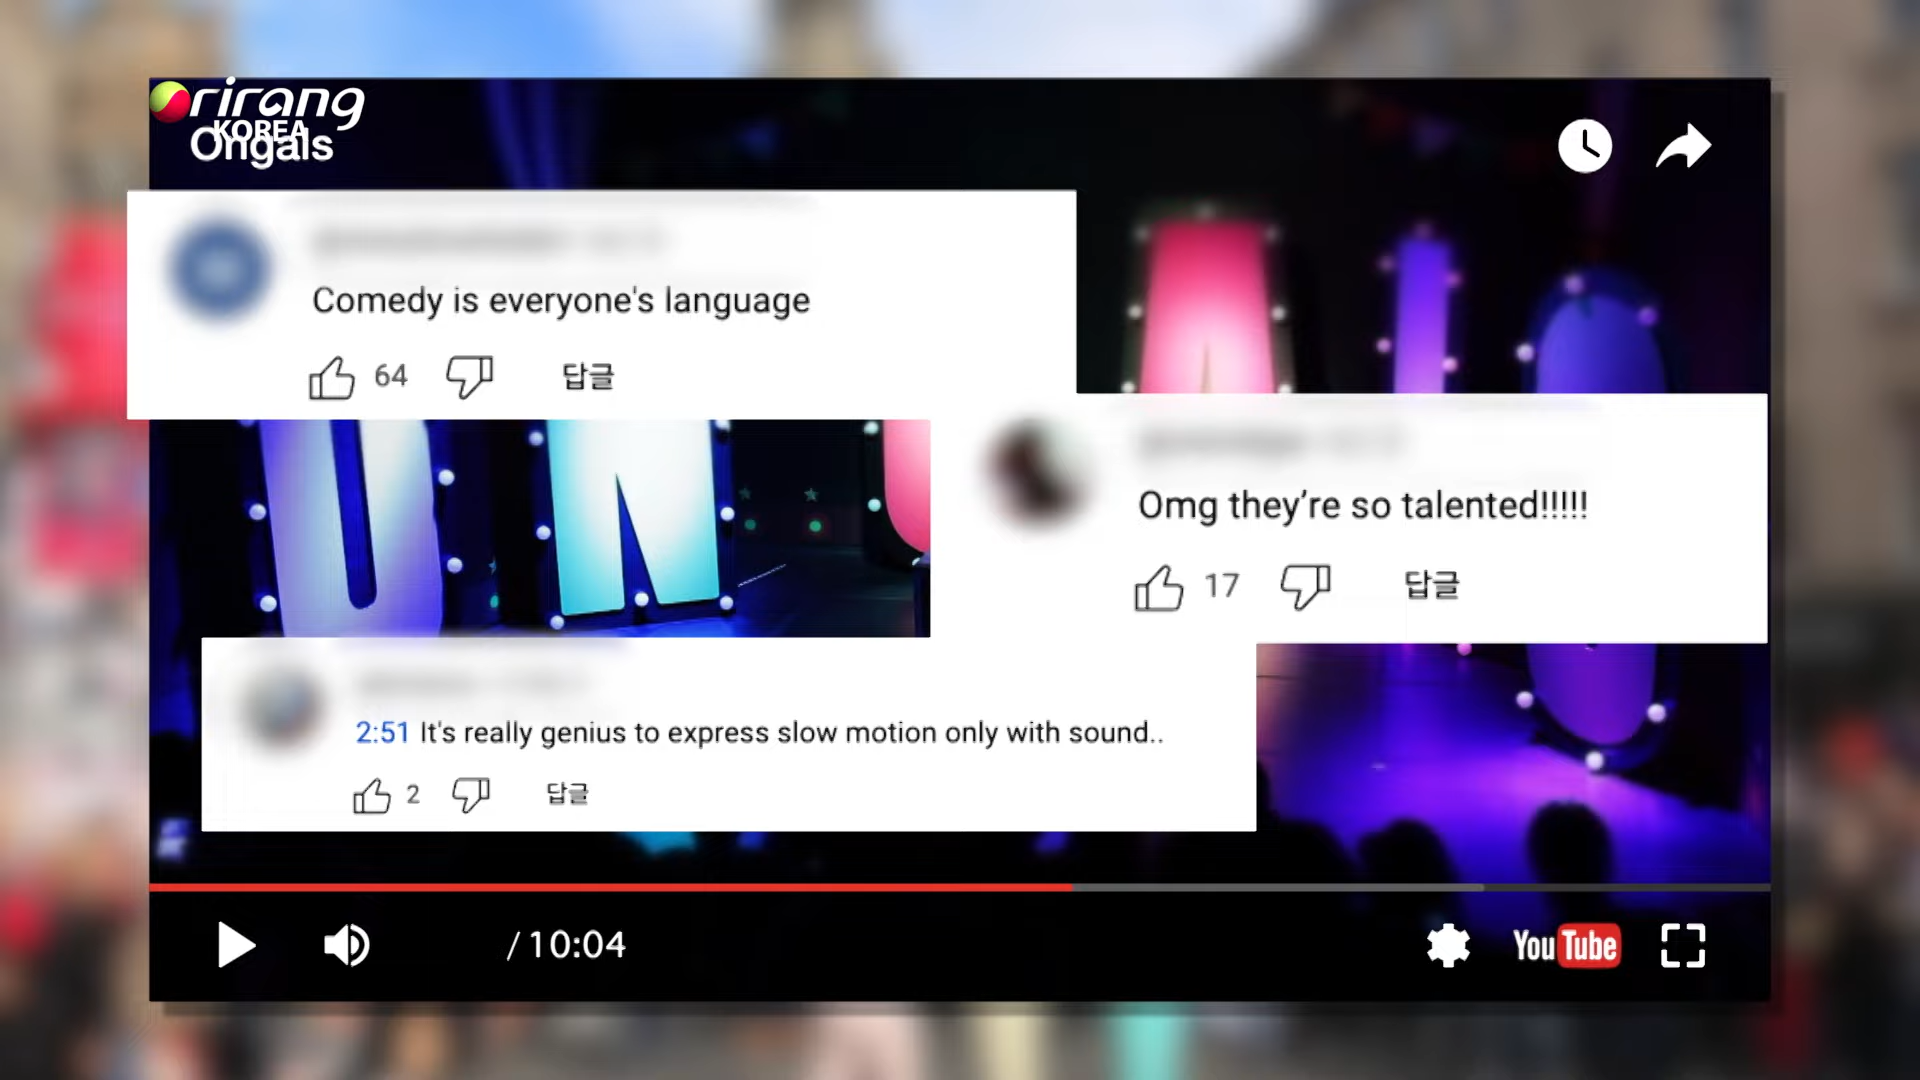 arirang
KOREA
Ongals
Comedy is everyone's language
64
답글
Omg they’re so talented!!!!!
17
답글
UN
2:51 It's really genius to express slow motion only with sound..
2
답글
/ 10:04
YouTube